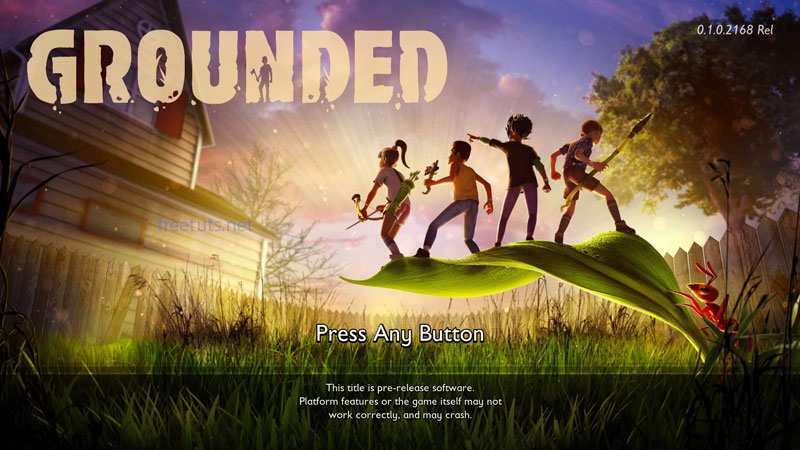 GROUNDED
0.1.0.2168 Rel
freetuts.net
Press Any Button
This title is pre-release software.
Platform features or the game itself may not
work correctly, and may crash.